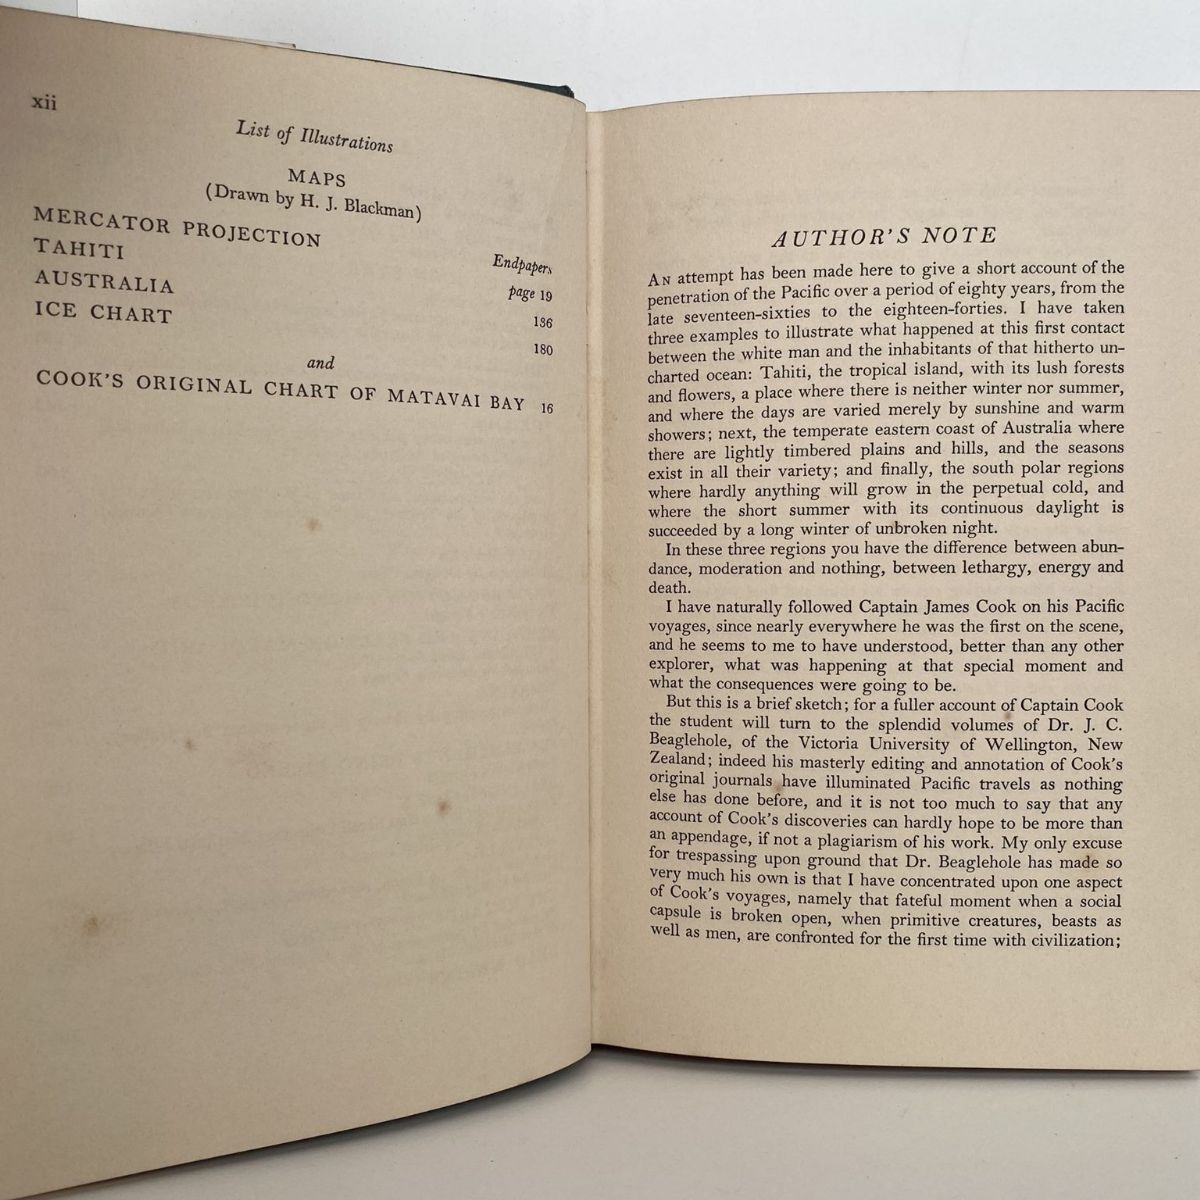 xii
List of Illustrations
MAPS
(Drawn by H. J. Blackman)
MERCATOR PROJECTION Endpapers
TAHITI page 19
AUSTRALIA 136
ICE CHART 180
and
COOK'S ORIGINAL CHART OF MATAVAI BAY 16
AUTHOR'S NOTE
AN attempt has been made here to give a short account of the
penetration of the Pacific over a period of eighty years, from the
late seventeen-sixties to the eighteen-forties. I have taken
three examples to illustrate what happened at this first contact
between the white man and the inhabitants of that hitherto un-
charted ocean: Tahiti, the tropical island, with its lush forests
and flowers, a place where there is neither winter nor summer,
and where the days are varied merely by sunshine and warm
showers; next, the temperate eastern coast of Australia where
there are lightly timbered plains and hills, and the seasons
exist in all their variety; and finally, the south polar regions
where hardly anything will grow in the perpetual cold, and
where the short summer with its continuous daylight is
succeeded by a long winter of unbroken night.
In these three regions you have the difference between abun-
dance, moderation and nothing, between lethargy, energy and
death.
I have naturally followed Captain James Cook on his Pacific
voyages, since nearly everywhere he was the first on the scene,
and he seems to me to have understood, better than any other
explorer, what was happening at that special moment and
what the consequences were going to be.
But this is a brief sketch; for a fuller account of Captain Cook
the student will turn to the splendid volumes of Dr. J. C.
Beaglehole, of the Victoria University of Wellington, New
Zealand; indeed his masterly editing and annotation of Cook's
original journals have illuminated Pacific travels as nothing
else has done before, and it is not too much to say that any
account of Cook's discoveries can hardly hope to be more than
an appendage, if not a plagiarism of his work. My only excuse
for trespassing upon ground that Dr. Beaglehole has made so
very much his own is that I have concentrated upon one aspect
of Cook's voyages, namely that fateful moment when a social
capsule is broken open, when primitive creatures, beasts as
well as men, are confronted for the first time with civilization;